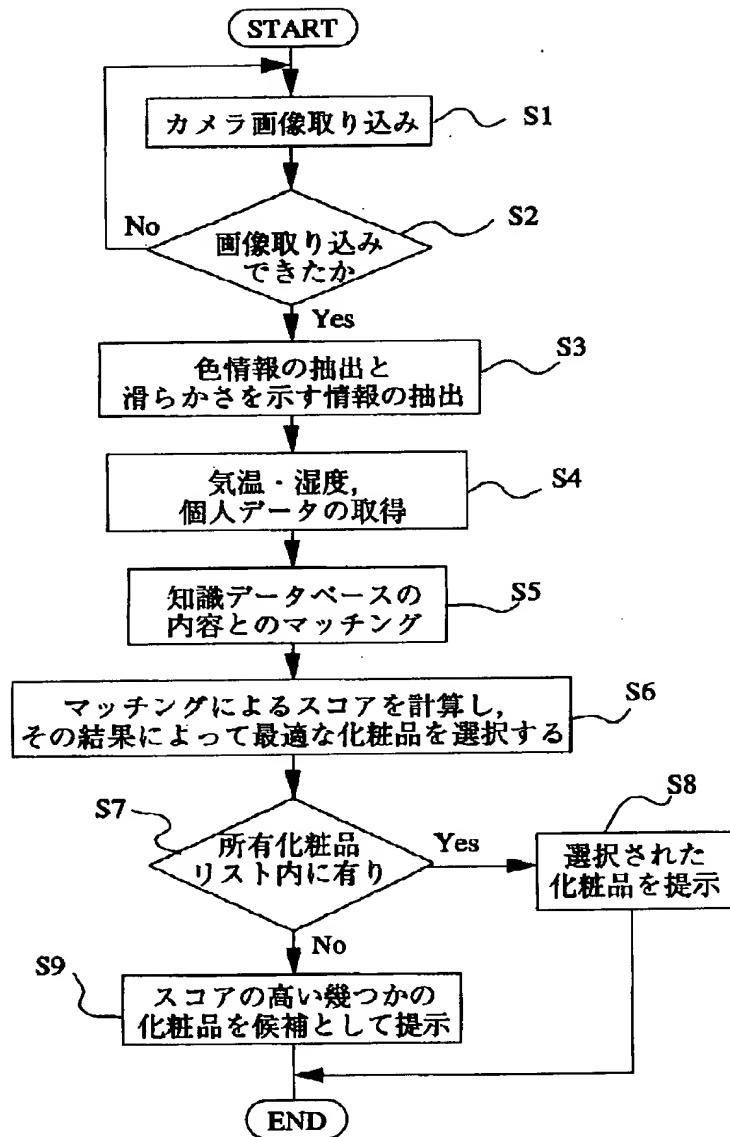 START
カメラ画像取り込み
S1
S2
No
画像取り込み
できたか
Yes
S3
色情報の抽出と
滑らかさを示す情報の抽出
S4
気温・湿度,
個人データの取得
S5
知識データベースの
内容とのマッチング
S6
マッチングによるスコアを計算し,
その結果によって最適な化粧品を選択する
S7
所有化粧品
リスト内に有り
Yes
S8
選択された
化粧品を提示
No
S9
スコアの高い幾つかの
化粧品を候補として提示
END